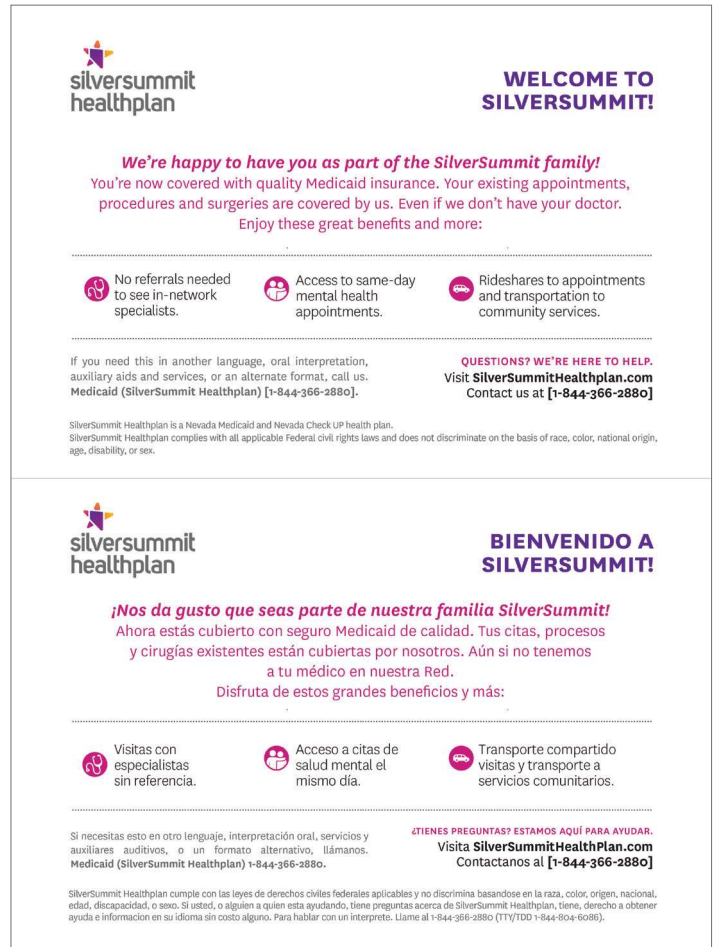 silversummit
healthplan
WELCOME TO
SILVERSUMMIT!
We're happy to have you as part of the SilverSummit family!
You're now covered with quality Medicaid insurance. Your existing appointments,
procedures and surgeries are covered by us. Even if we don't have your doctor.
Enjoy these great benefits and more:
No referrals needed
to see in-network
specialists.
Access to same-day
mental health
appointments.
Rideshares to appointments
and transportation to
community services.
If you need this in another language, oral interpretation,
auxiliary aids and services, or an alternate format, call us.
Medicaid (SilverSummit Healthplan) [1-844-366-2880].
QUESTIONS? WE'RE HERE TO HELP.
Visit SilverSummitHealthplan.com
Contact us at [1-844-366-2880]
SilverSummit Healthplan is a Nevada Medicaid and Nevada Check UP health plan.
SilverSummit Healthplan complies with all applicable Federal civil rights laws and does not discriminate on the basis of race, color, national origin,
age, disability, or sex.
silversummit
healthplan
BIENVENIDO A
SILVERSUMMIT!
¡Nos da gusto que seas parte de nuestra familia SilverSummit!
Ahora estás cubierto con seguro Medicaid de calidad. Tus citas, procesos
y cirugías existentes están cubiertas por nosotros. Aún si no tenemos
a tu médico en nuestra Red.
Disfruta de estos grandes beneficios y más:
Visitas con
especialistas
sin referencia.
Acceso a citas de
salud mental el
mismo día.
Transporte compartido
visitas y transporte a
servicios comunitarios.
Si necesitas esto en otro lenguaje, interpretación oral, servicios y
auxiliares auditivos, o un formato alternativo, llámanos.
Medicaid (SilverSummit Healthplan) 1-844-366-2880.
¿TIENES PREGUNTAS? ESTAMOS AQUÍ PARA AYUDAR.
Visita SilverSummitHealthPlan.com
Contactanos al [1-844-366-2880]
SilverSummit Healthplan cumple con las leyes de derechos civiles federales aplicables y no discrimina basandose en la raza, color, origen, nacional,
edad, discapacidad, o sexo. Si usted, o alguien a quien esta ayudando, tiene preguntas acerca de SilverSummit Healthplan, tiene, derecho a obtener
ayuda e informacion en su idioma sin costo alguno. Para hablar con un interprete. Llame al 1-844-366-2880 (TTY/TDD 1-844-804-6086).